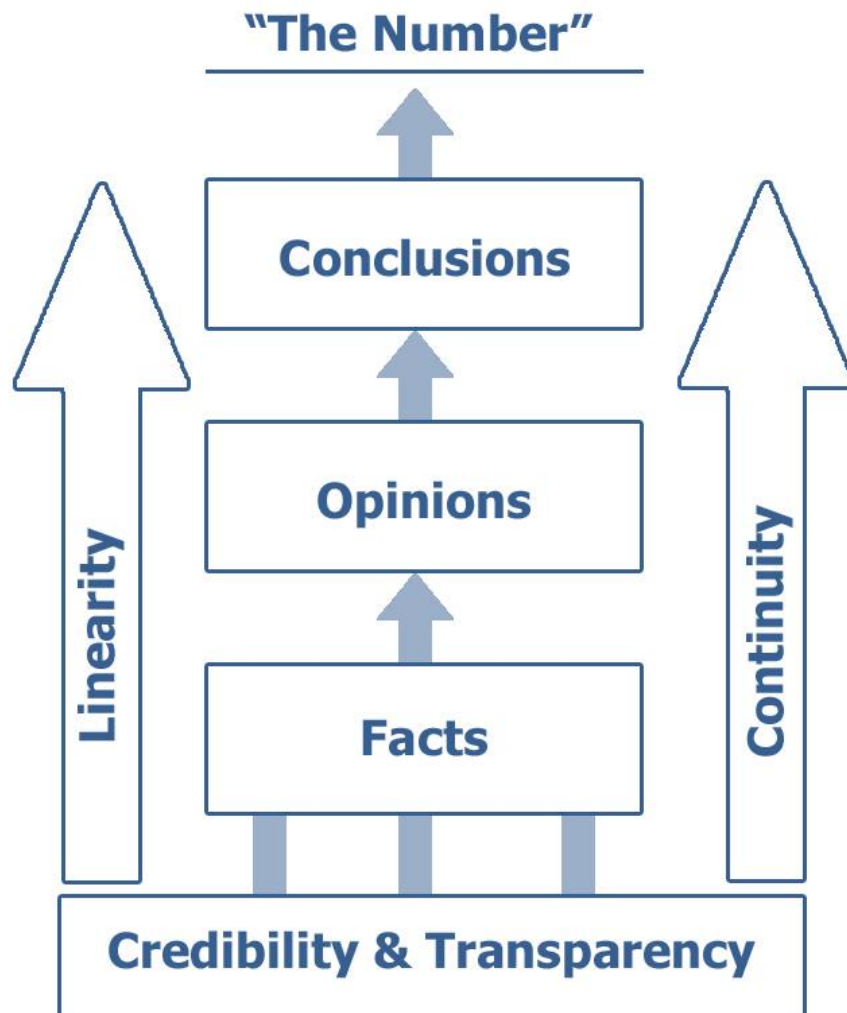 “The Number”
Conclusions
Opinions
Facts
Linearity
Continuity
Credibility & Transparency